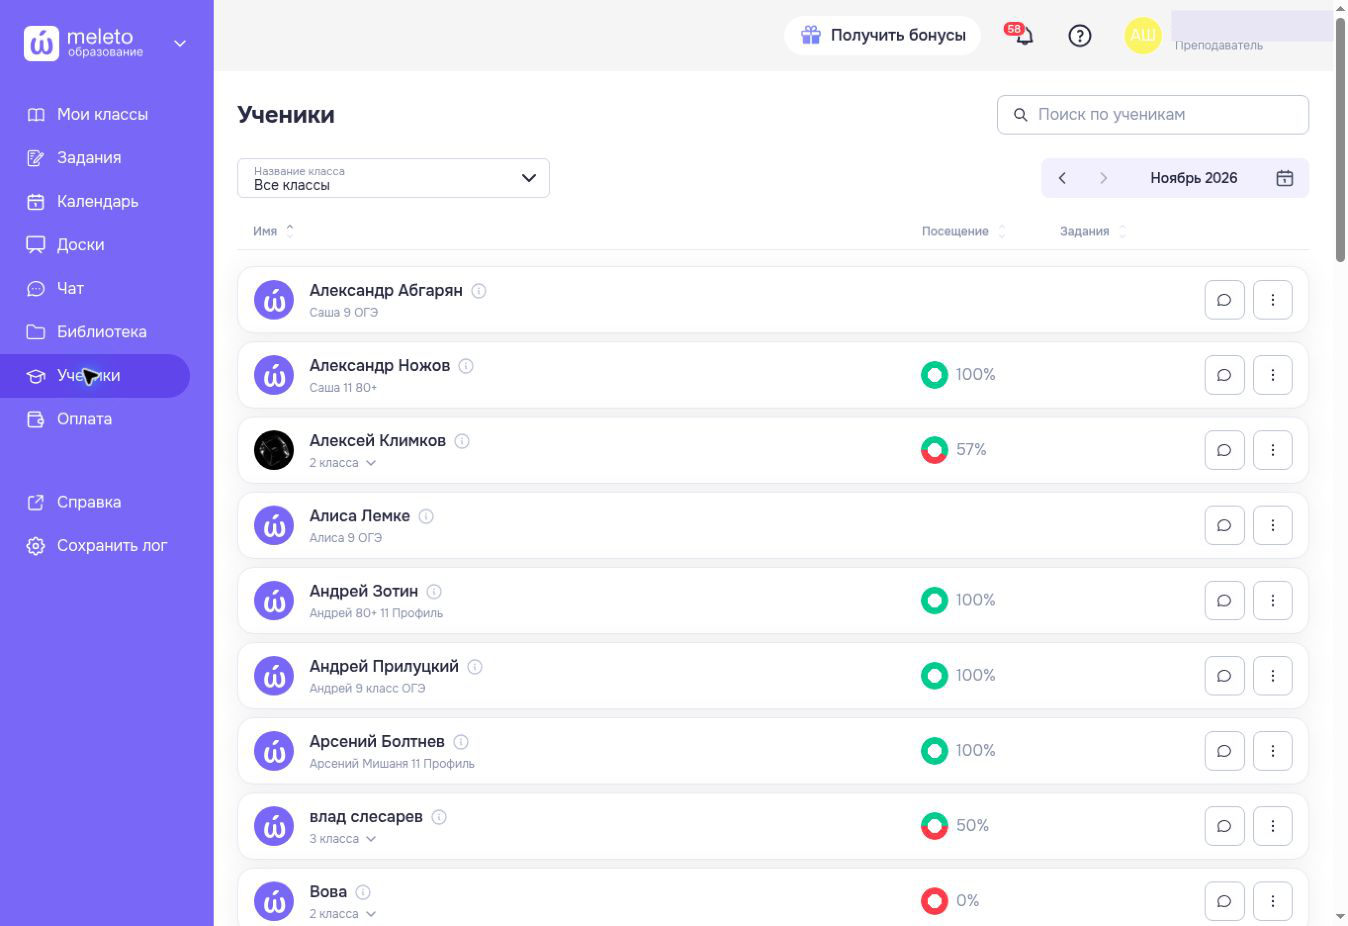 meleto
образование
Получить бонусы
58
АШ
Преподаватель
Мои классы
Задания
Календарь
Доски
Чат
Библиотека
Ученики
Оплата
Справка
Сохранить лог
Ученики
Поиск по ученикам
Название класса
Все классы
Ноябрь 2026
Имя Посещение Задания
Александр Абгарян
Саша 9 ОГЭ
Александр Ножов
Саша 11 80+
100%
Алексей Климков
2 класса
57%
Алиса Лемке
Алиса 9 ОГЭ
Андрей Зотин
Андрей 80+ 11 Профиль
100%
Андрей Прилуцкий
Андрей 9 класс ОГЭ
100%
Арсений Болтнев
Арсений Мишаня 11 Профиль
100%
влад слесарев
3 класса
50%
Вова
2 класса
0%